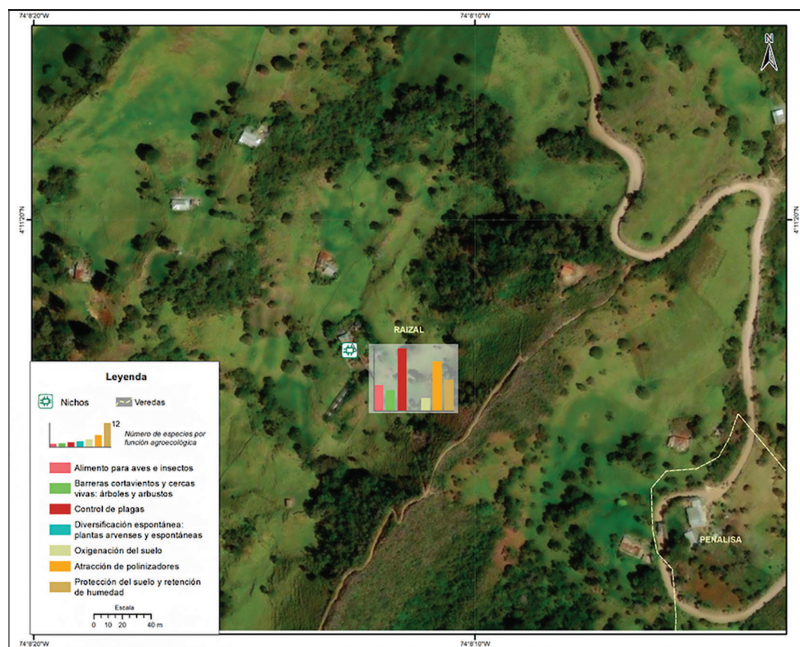 74°8'20"W
74°8'10"W
N
4°11'20"N
4°11'20"N
RAIZAL
PEÑALISA
Leyenda
Nichos
Veredas
12
Número de especies por
función agroecológica
Alimento para aves e insectos
Barreras cortavientos y cercas
vivas: árboles y arbustos
Control de plagas
Diversificación espontánea:
plantas arvenses y espontáneas
Oxigenación del suelo
Atracción de polinizadores
Protección del suelo y retención
de humedad
Escala
0 10 20 40 m
74°8'20"W
74°8'10"W